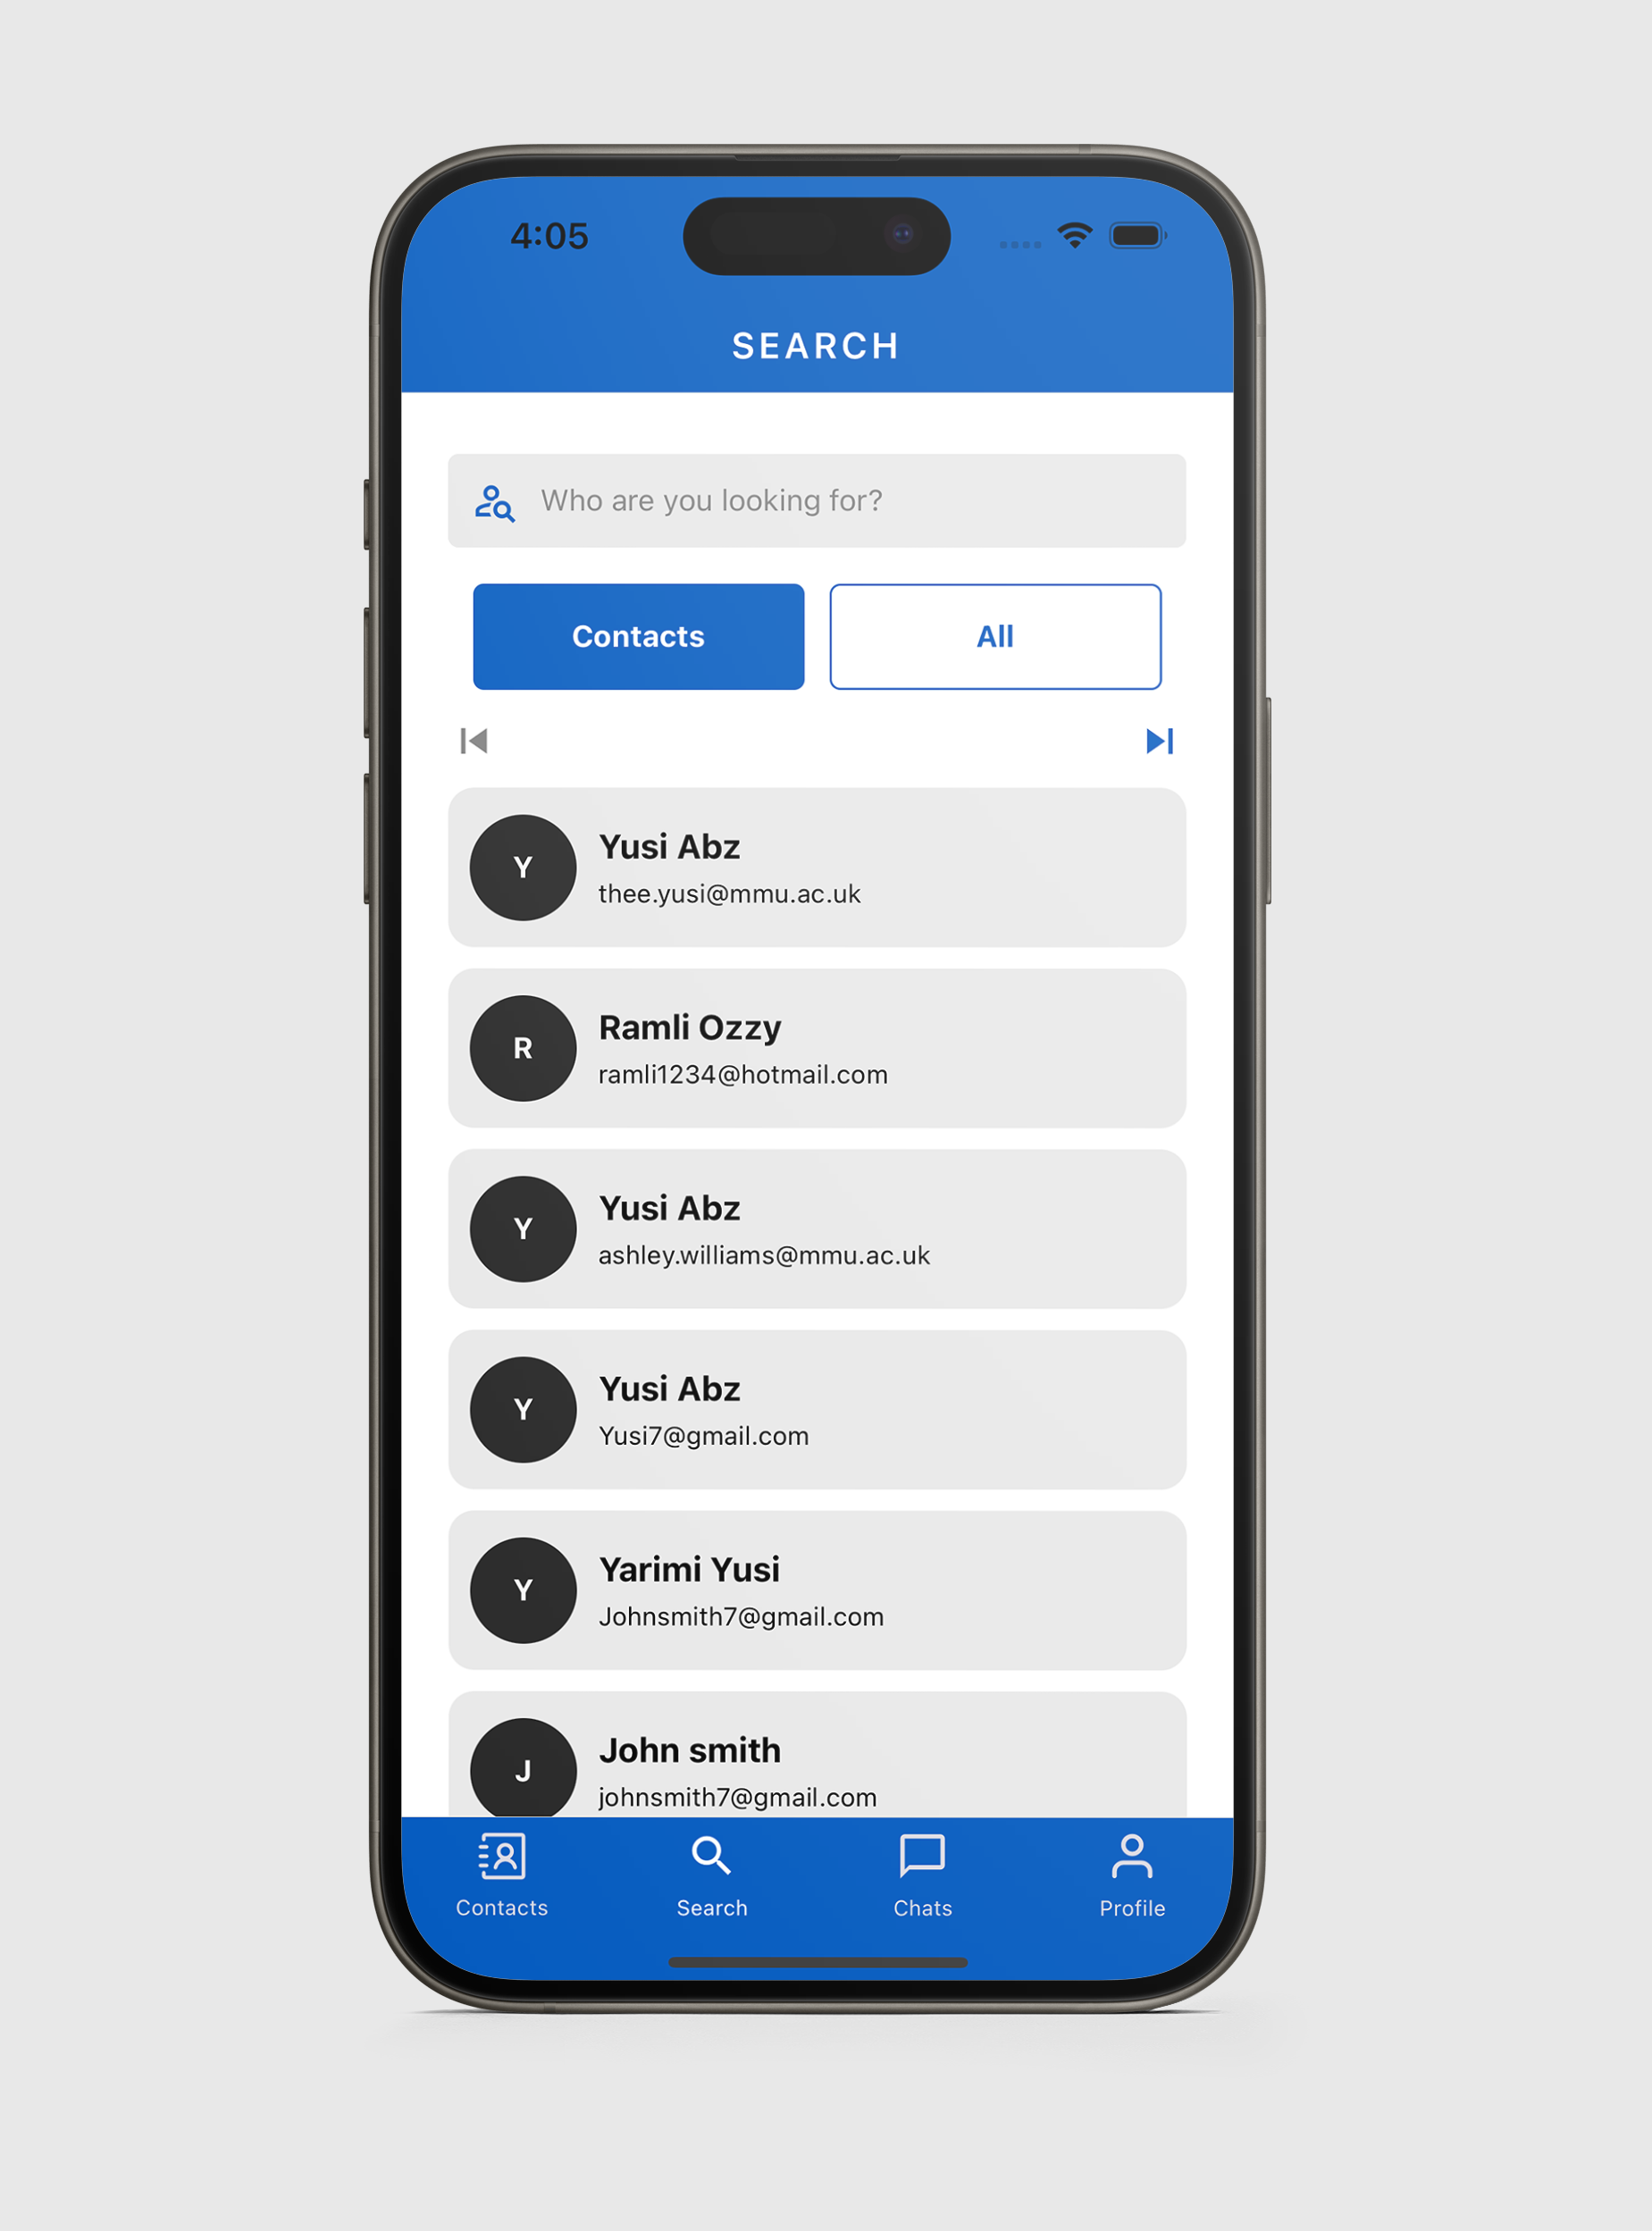 4:05
SEARCH
Who are you looking for?
Contacts
All
Y
Yusi Abz
thee.yusi@mmu.ac.uk
R
Ramli Ozzy
ramli1234@hotmail.com
Y
Yusi Abz
ashley.williams@mmu.ac.uk
Y
Yusi Abz
Yusi7@gmail.com
Y
Yarimi Yusi
Johnsmith7@gmail.com
J
John smith
johnsmith7@gmail.com
Contacts
Search
Chats
Profile